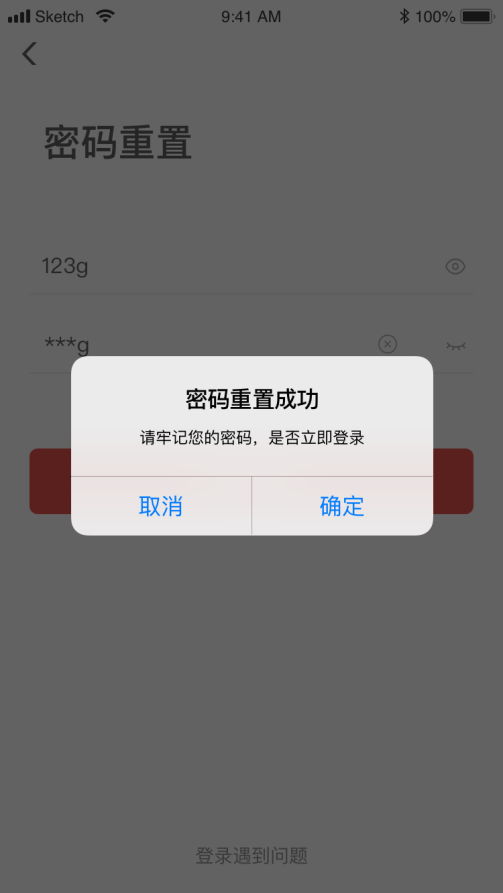 Sketch 9:41 AM 100%
密码重置
123g
***g
密码重置成功
请牢记您的密码，是否立即登录
取消 确定
登录遇到问题